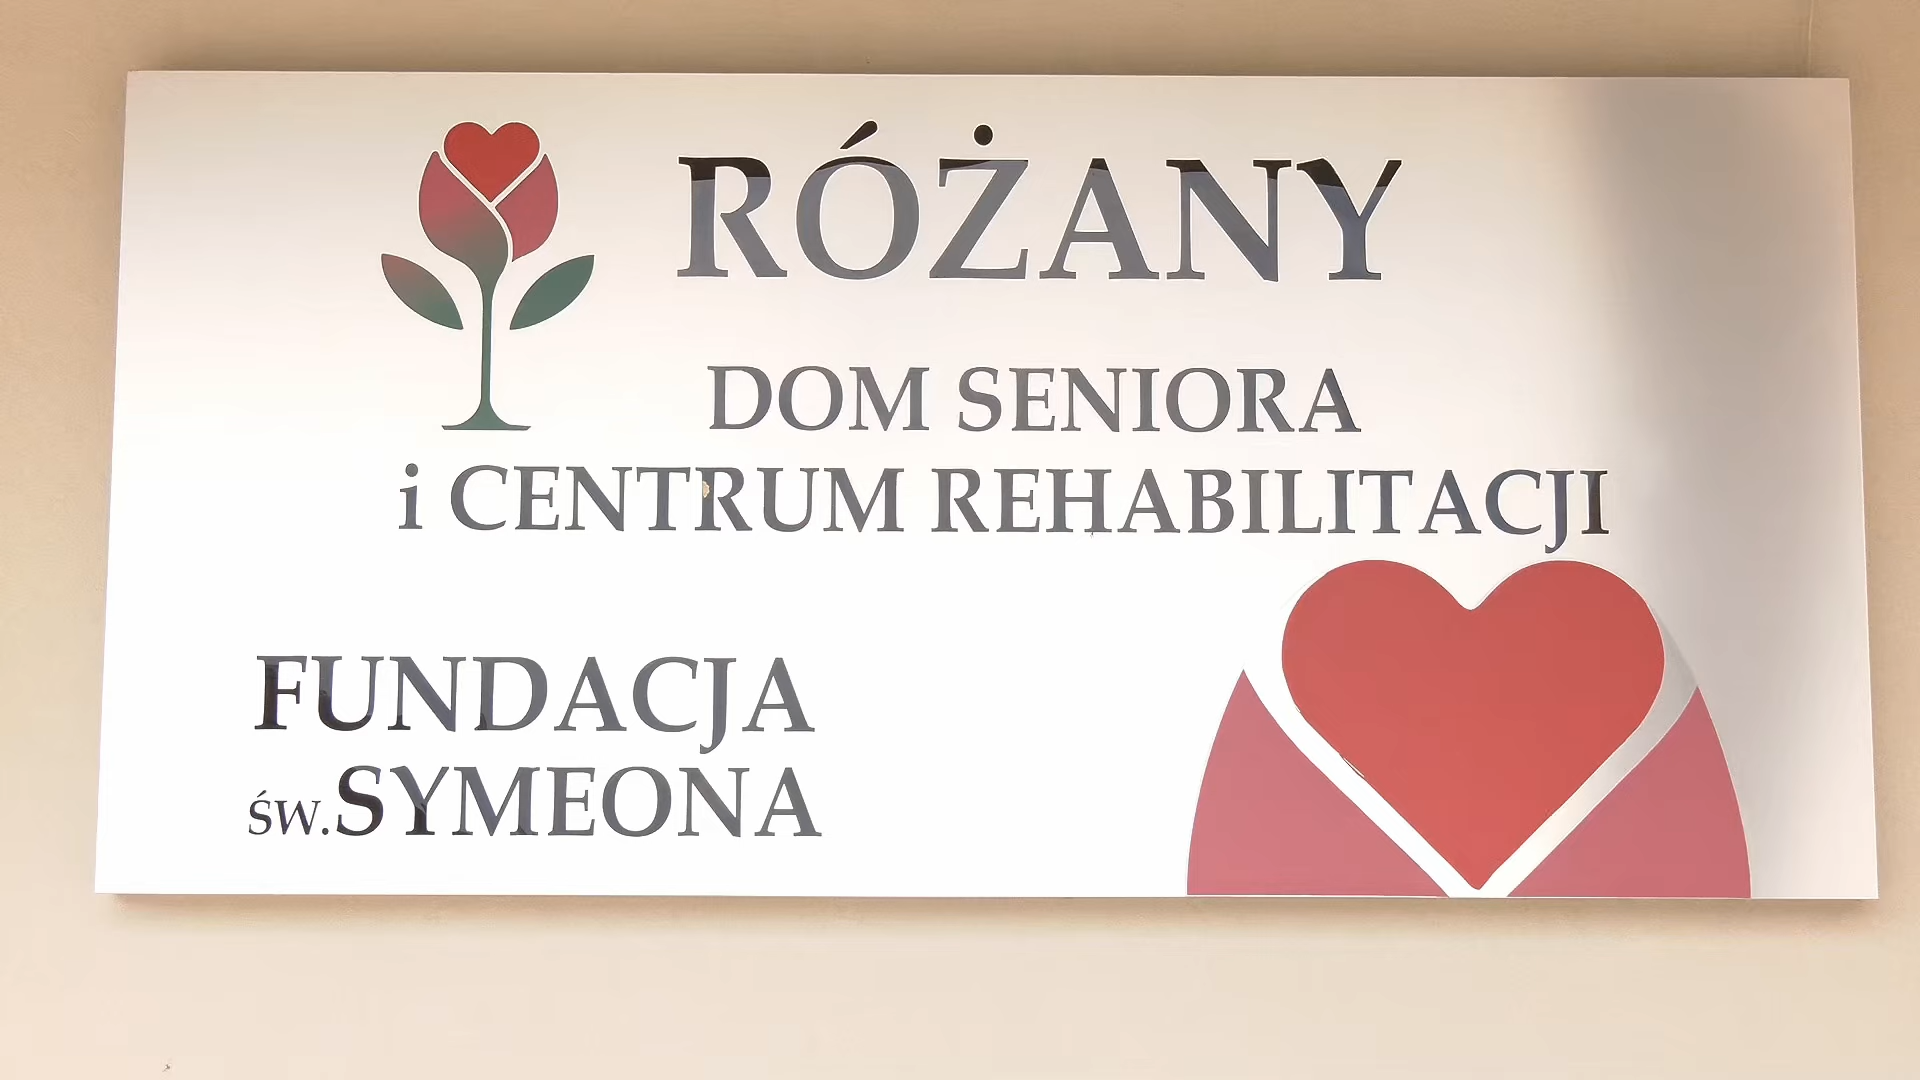 RÓŻANY
DOM SENIORA
i CENTRUM REHABILITACJI
FUNDACJA
św.SYMEONA